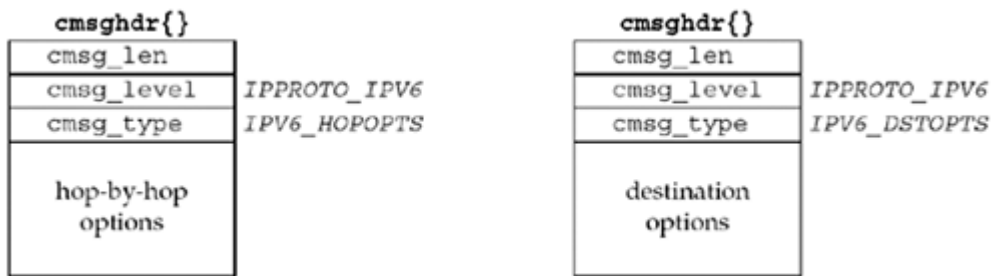 cmsghdr{}
cmsg_len
cmsg_level IPPROTO_IPV6
cmsg_type IPV6_HOPOPTS
hop-by-hop
options
cmsghdr{}
cmsg_len
cmsg_level IPPROTO_IPV6
cmsg_type IPV6_DSTOPTS
destination
options